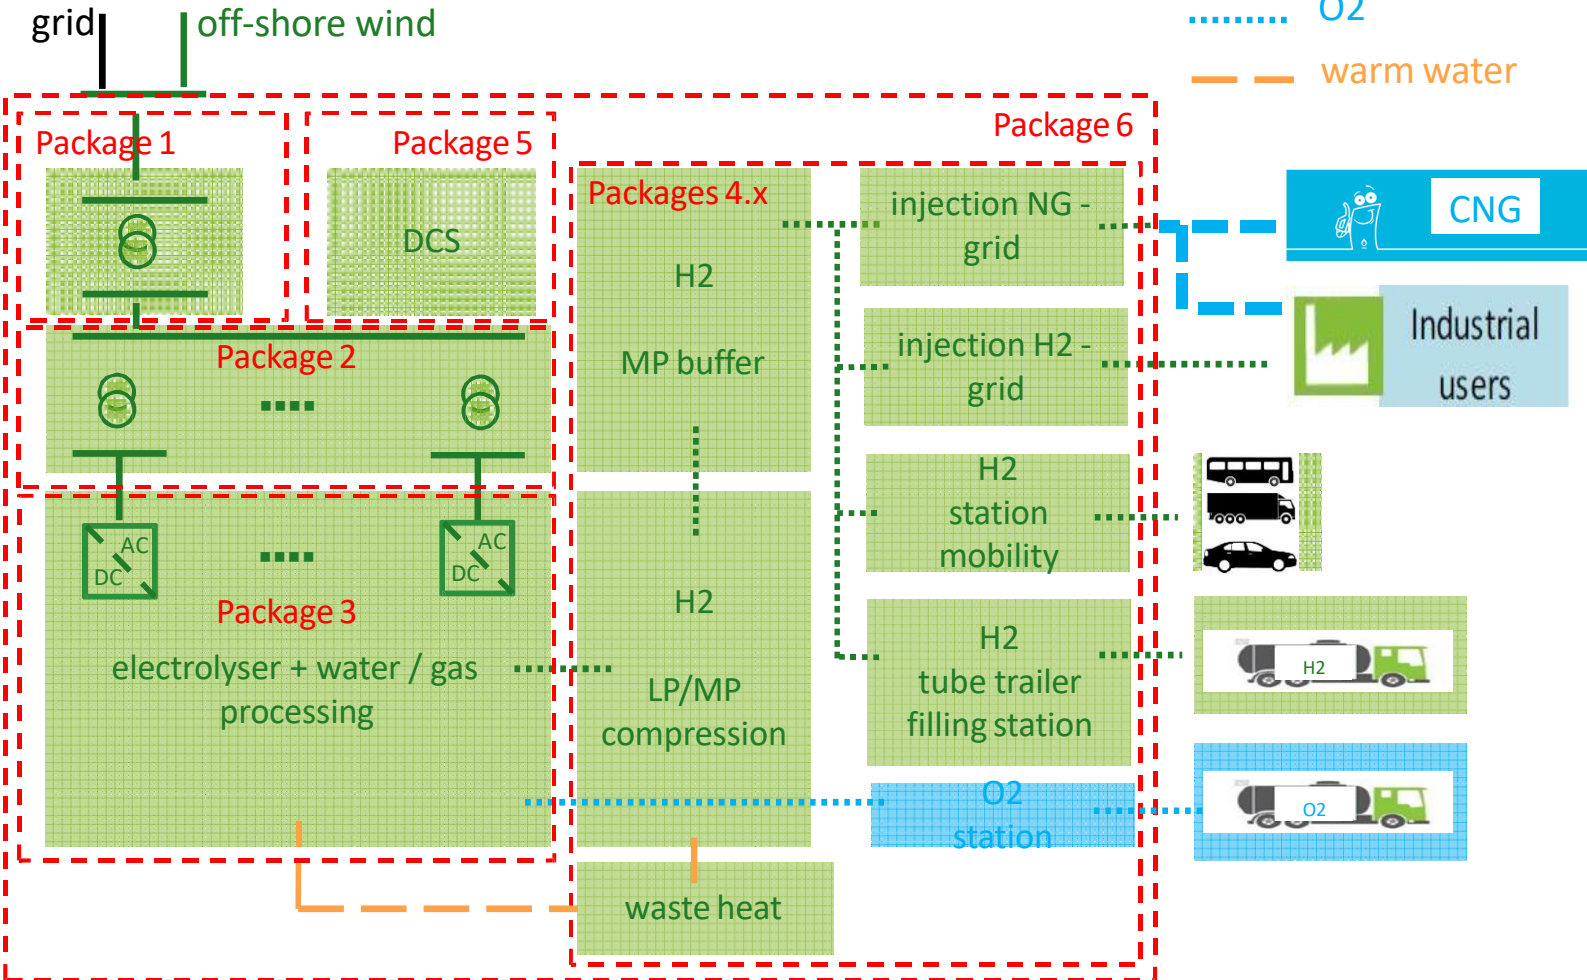 grid
off-shore wind
O2
warm water
Package 1
Package 5
Package 6
DCS
Packages 4.x
H2
MP buffer
injection NG -
grid
CNG
Package 2
injection H2 -
grid
Industrial
users
H2
station
mobility
AC
DC
AC
DC
Package 3
electrolyser + water / gas
processing
H2
LP/MP
compression
H2
tube trailer
filling station
H2
O2
station
O2
waste heat